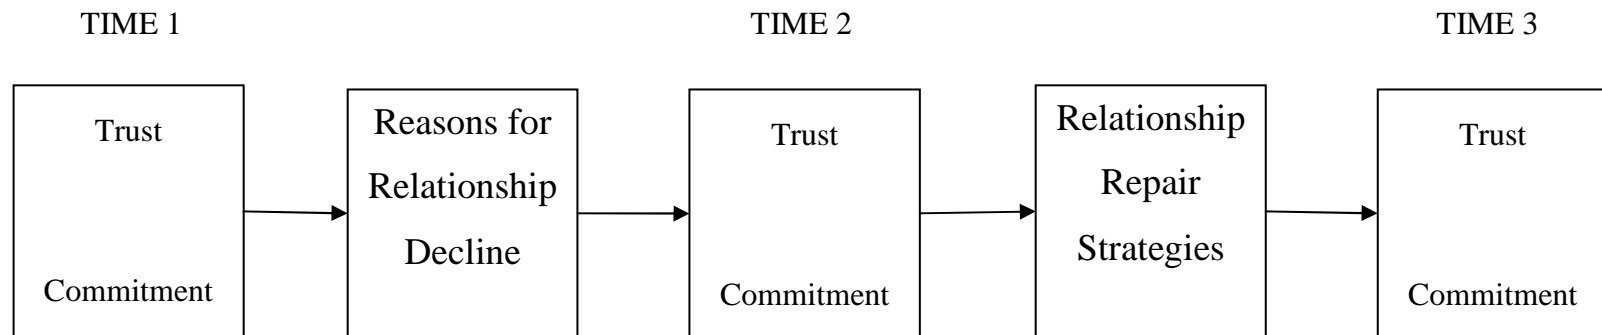 TIME 1
TIME 2
TIME 3
Trust
Commitment
Reasons for
Relationship
Decline
Trust
Commitment
Relationship
Repair
Strategies
Trust
Commitment